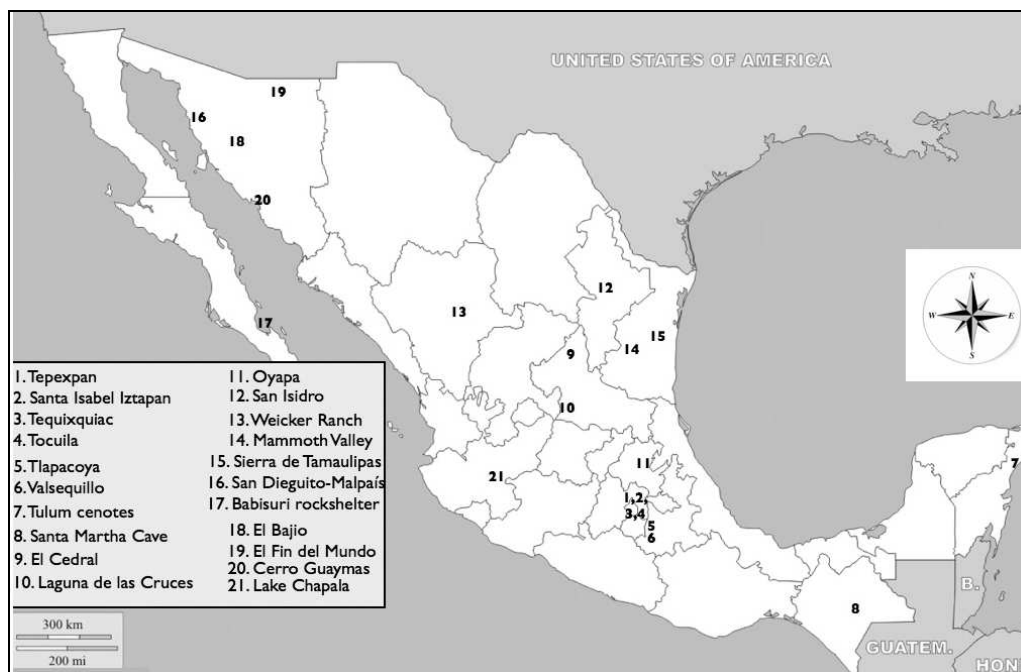 UNITED STATES OF AMERICA
19
16
18
20
12
13
17
15
14
9
10
N
W
E
S
1. Tepexpan
2. Santa Isabel Iztapan
3. Tequixquiac
4. Tocuila
5. Tlapacoya
6. Valsequillo
7. Tulum cenotes
8. Santa Martha Cave
9. El Cedral
10. Laguna de las Cruces
11. Oyapa
12. San Isidro
13. Weicker Ranch
14. Mammoth Valley
15. Sierra de Tamaulipas
16. San Dieguito-Malpaís
17. Babisuri rockshelter
18. El Bajio
19. El Fin del Mundo
20. Cerro Guaymas
21. Lake Chapala
21
11
7
1,2,
3,4
5
6
B.
8
GUATEM.
HON
300 km
200 mi